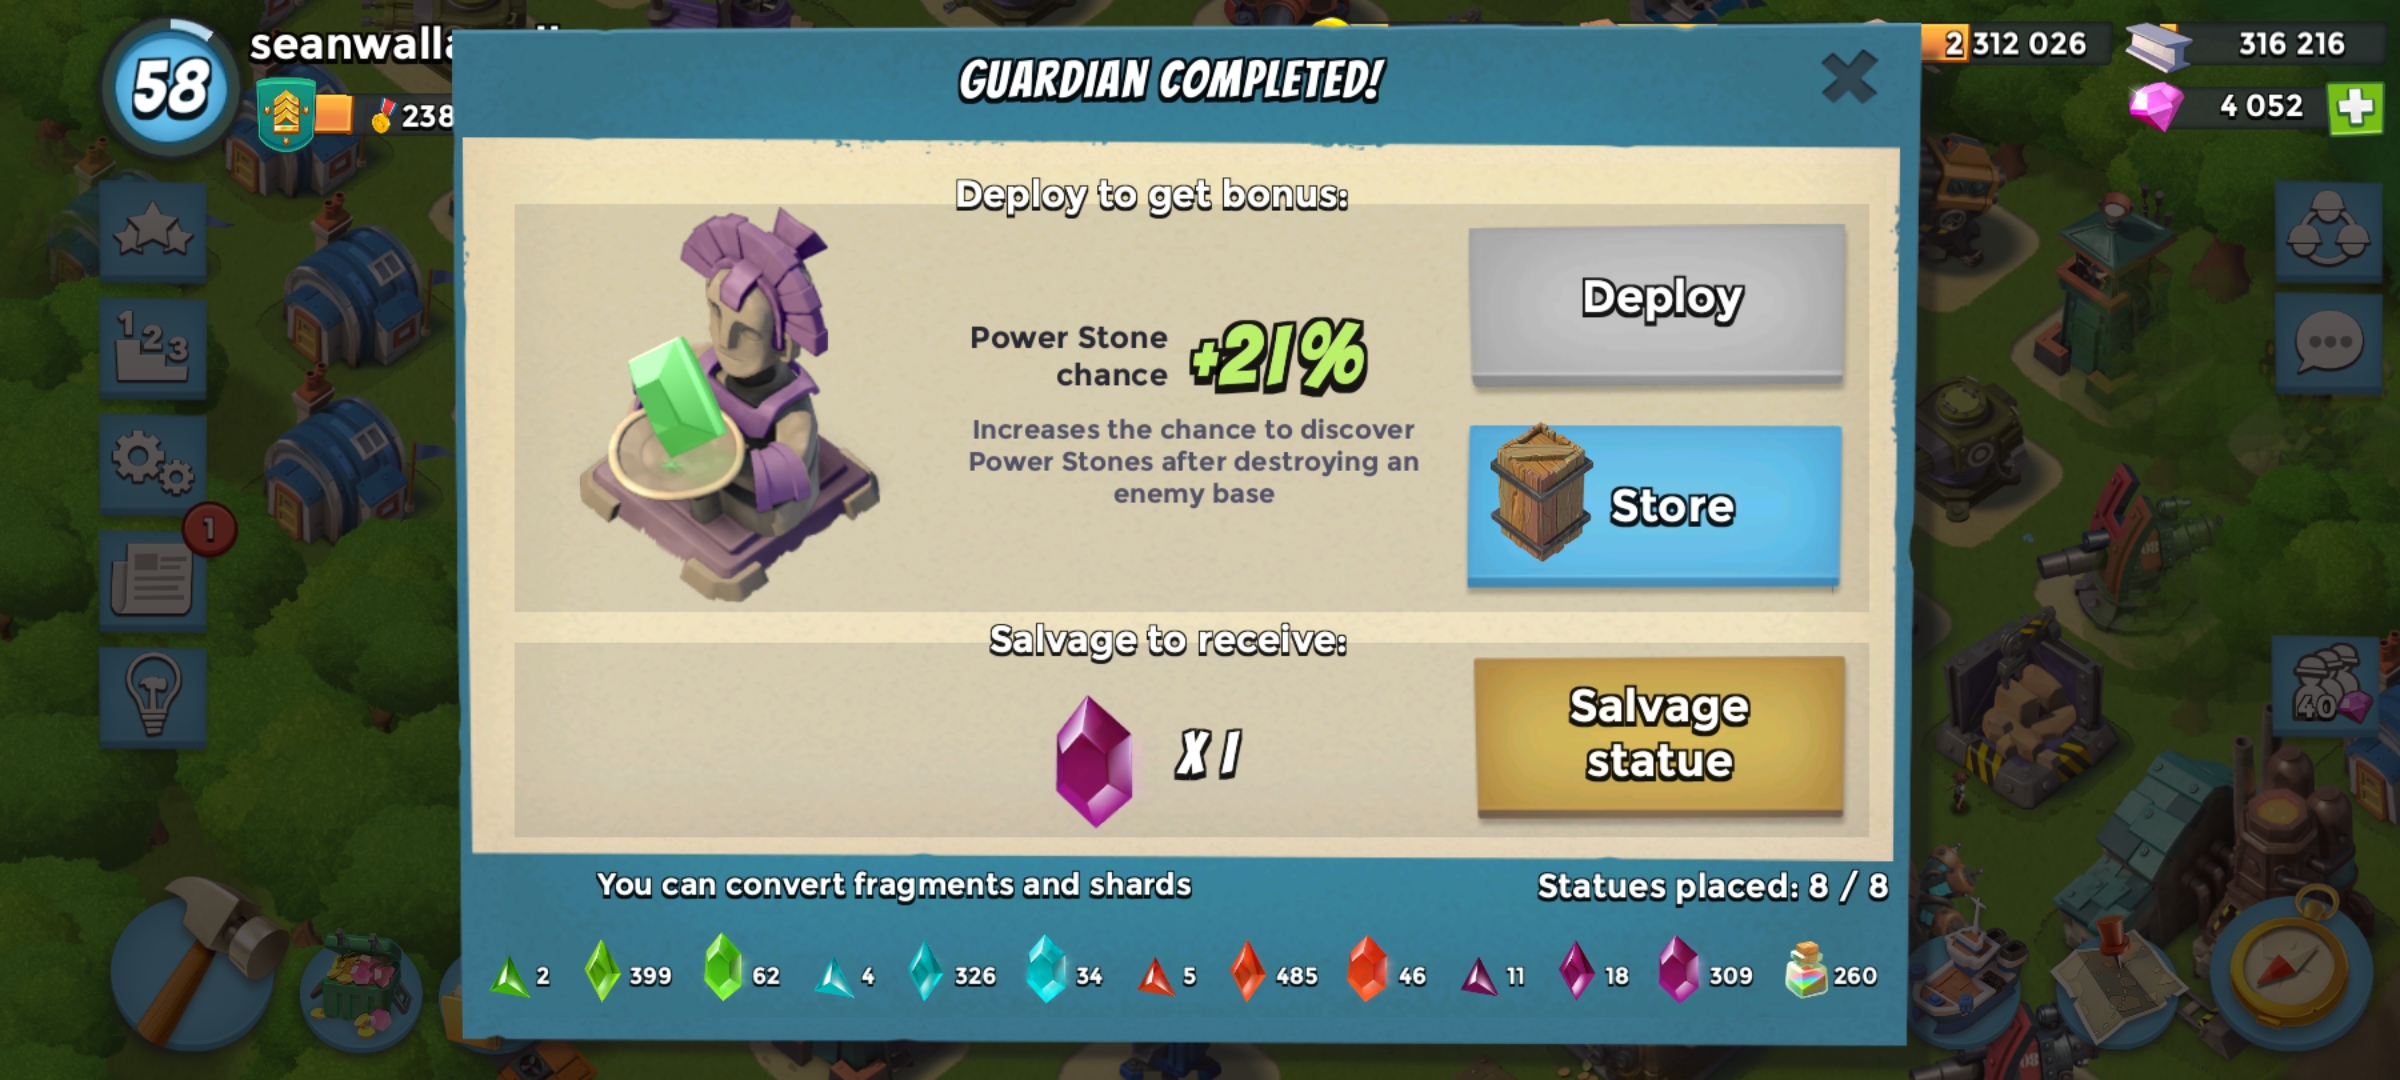 58
238
GUARDIAN COMPLETED!
2 312 026
316 216
4 052
Deploy to get bonus:
Power Stone
chance
+21%
Increases the chance to discover
Power Stones after destroying an
enemy base
Deploy
Store
123
1
Salvage to receive:
X 1
Salvage
statue
40
You can convert fragments and shards
Statues placed: 8 / 8
2 399 62 4 326 34 5 485 46 11 18 309 260